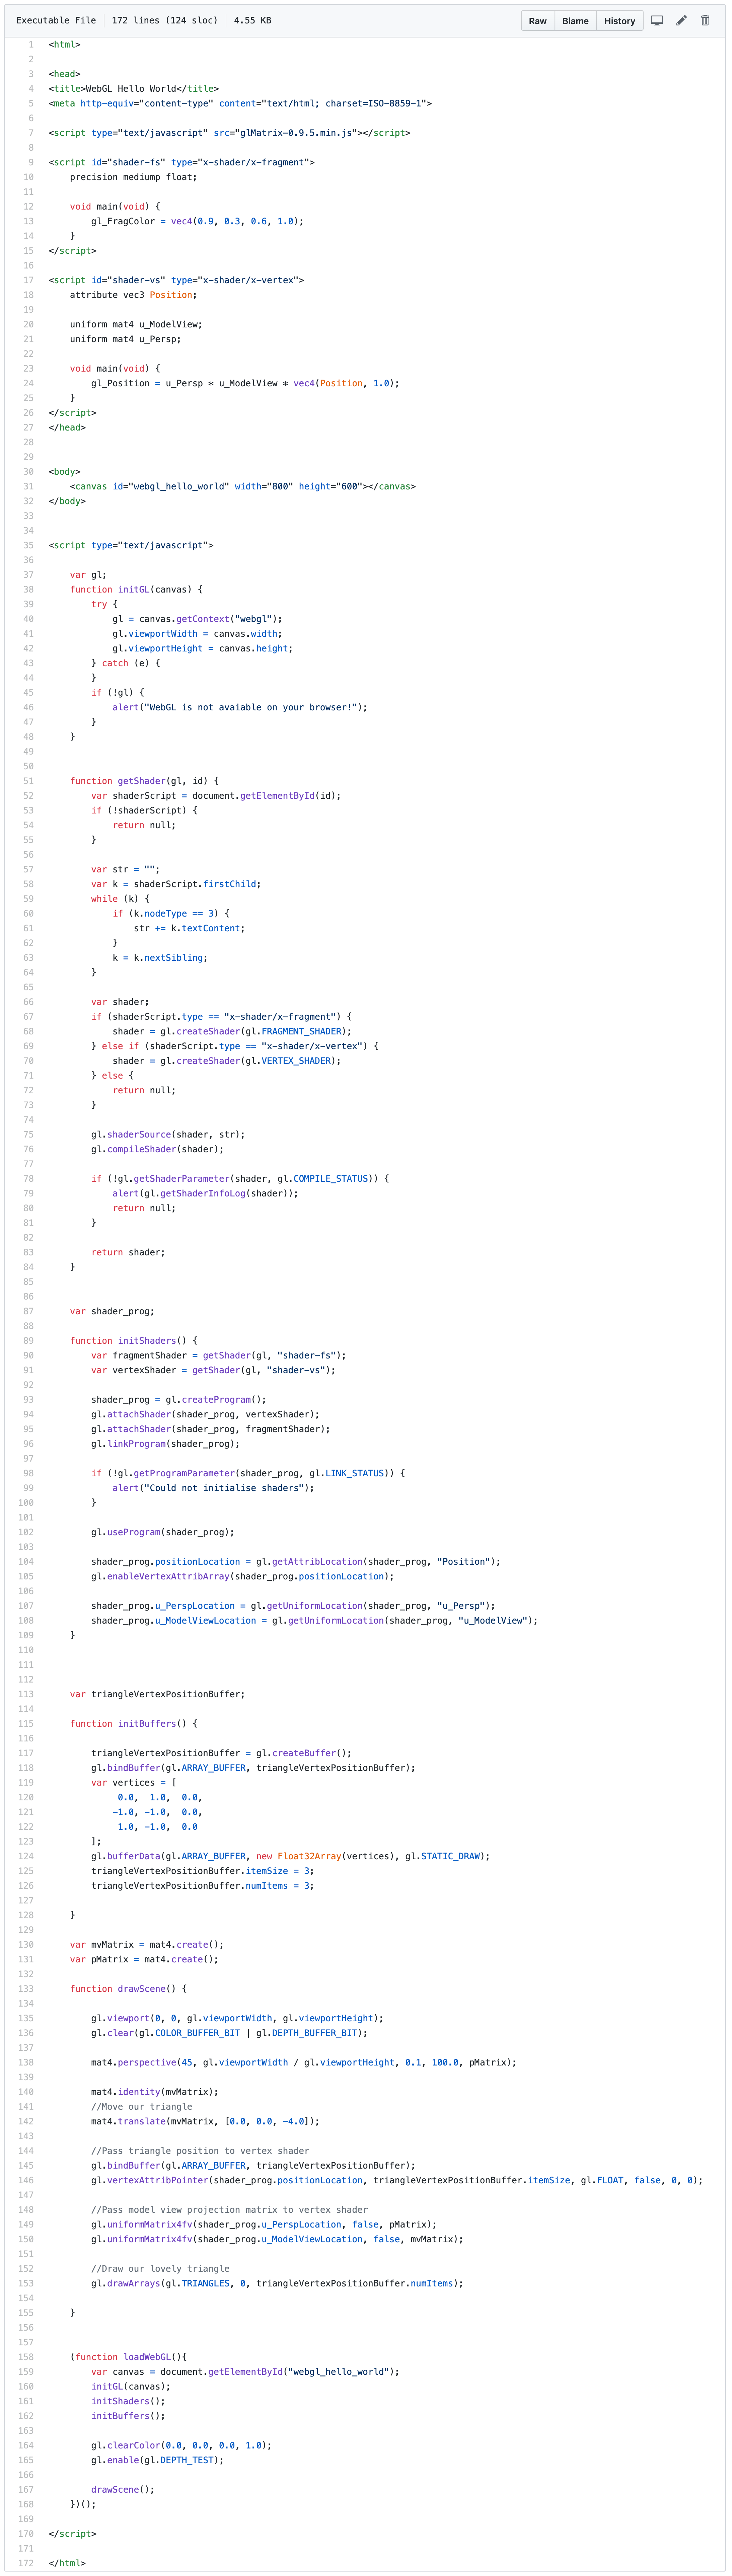 Executable File 172 lines (124 sloc) 4.55 KB Raw Blame History
1 <html>
2
3 <head>
4 <title>WebGL Hello World</title>
5 <meta http-equiv="content-type" content="text/html; charset=ISO-8859-1">
6
7 <script type="text/javascript" src="glMatrix-0.9.5.min.js"></script>
8
9 <script id="shader-fs" type="x-shader/x-fragment">
10     precision mediump float;
11
12     void main(void) {
13         gl_FragColor = vec4(0.9, 0.3, 0.6, 1.0);
14     }
15 </script>
16
17 <script id="shader-vs" type="x-shader/x-vertex">
18     attribute vec3 Position;
19
20     uniform mat4 u_ModelView;
21     uniform mat4 u_Persp;
22
23     void main(void) {
24         gl_Position = u_Persp * u_ModelView * vec4(Position, 1.0);
25     }
26 </script>
27 </head>
28
29
30 <body>
31     <canvas id="webgl_hello_world" width="800" height="600"></canvas>
32 </body>
33
34
35 <script type="text/javascript">
36
37     var gl;
38     function initGL(canvas) {
39         try {
40             gl = canvas.getContext("webgl");
41             gl.viewportWidth = canvas.width;
42             gl.viewportHeight = canvas.height;
43         } catch (e) {
44         }
45         if (!gl) {
46             alert("WebGL is not avaiable on your browser!");
47         }
48     }
49
50
51     function getShader(gl, id) {
52         var shaderScript = document.getElementById(id);
53         if (!shaderScript) {
54             return null;
55         }
56
57         var str = "";
58         var k = shaderScript.firstChild;
59         while (k) {
60             if (k.nodeType == 3) {
61                 str += k.textContent;
62             }
63             k = k.nextSibling;
64         }
65
66         var shader;
67         if (shaderScript.type == "x-shader/x-fragment") {
68             shader = gl.createShader(gl.FRAGMENT_SHADER);
69         } else if (shaderScript.type == "x-shader/x-vertex") {
70             shader = gl.createShader(gl.VERTEX_SHADER);
71         } else {
72             return null;
73         }
74
75         gl.shaderSource(shader, str);
76         gl.compileShader(shader);
77
78         if (!gl.getShaderParameter(shader, gl.COMPILE_STATUS)) {
79             alert(gl.getShaderInfoLog(shader));
80             return null;
81         }
82
83         return shader;
84     }
85
86
87     var shader_prog;
88
89     function initShaders() {
90         var fragmentShader = getShader(gl, "shader-fs");
91         var vertexShader = getShader(gl, "shader-vs");
92
93         shader_prog = gl.createProgram();
94         gl.attachShader(shader_prog, vertexShader);
95         gl.attachShader(shader_prog, fragmentShader);
96         gl.linkProgram(shader_prog);
97
98         if (!gl.getProgramParameter(shader_prog, gl.LINK_STATUS)) {
99             alert("Could not initialise shaders");
100         }
101
102         gl.useProgram(shader_prog);
103
104         shader_prog.positionLocation = gl.getAttribLocation(shader_prog, "Position");
105         gl.enableVertexAttribArray(shader_prog.positionLocation);
106
107         shader_prog.u_PerspLocation = gl.getUniformLocation(shader_prog, "u_Persp");
108         shader_prog.u_ModelViewLocation = gl.getUniformLocation(shader_prog, "u_ModelView");
109     }
110
111
112
113     var triangleVertexPositionBuffer;
114
115     function initBuffers() {
116
117         triangleVertexPositionBuffer = gl.createBuffer();
118         gl.bindBuffer(gl.ARRAY_BUFFER, triangleVertexPositionBuffer);
119         var vertices = [
120              0.0,  1.0,  0.0,
121             -1.0, -1.0,  0.0,
122              1.0, -1.0,  0.0
123         ];
124         gl.bufferData(gl.ARRAY_BUFFER, new Float32Array(vertices), gl.STATIC_DRAW);
125         triangleVertexPositionBuffer.itemSize = 3;
126         triangleVertexPositionBuffer.numItems = 3;
127
128     }
129
130     var mvMatrix = mat4.create();
131     var pMatrix = mat4.create();
132
133     function drawScene() {
134
135         gl.viewport(0, 0, gl.viewportWidth, gl.viewportHeight);
136         gl.clear(gl.COLOR_BUFFER_BIT | gl.DEPTH_BUFFER_BIT);
137
138         mat4.perspective(45, gl.viewportWidth / gl.viewportHeight, 0.1, 100.0, pMatrix);
139
140         mat4.identity(mvMatrix);
141         //Move our triangle
142         mat4.translate(mvMatrix, [0.0, 0.0, -4.0]);
143
144         //Pass triangle position to vertex shader
145         gl.bindBuffer(gl.ARRAY_BUFFER, triangleVertexPositionBuffer);
146         gl.vertexAttribPointer(shader_prog.positionLocation, triangleVertexPositionBuffer.itemSize, gl.FLOAT, false, 0, 0);
147
148         //Pass model view projection matrix to vertex shader
149         gl.uniformMatrix4fv(shader_prog.u_PerspLocation, false, pMatrix);
150         gl.uniformMatrix4fv(shader_prog.u_ModelViewLocation, false, mvMatrix);
151
152         //Draw our lovely triangle
153         gl.drawArrays(gl.TRIANGLES, 0, triangleVertexPositionBuffer.numItems);
154
155     }
156
157
158     (function loadWebGL(){
159         var canvas = document.getElementById("webgl_hello_world");
160         initGL(canvas);
161         initShaders();
162         initBuffers();
163
164         gl.clearColor(0.0, 0.0, 0.0, 1.0);
165         gl.enable(gl.DEPTH_TEST);
166
167         drawScene();
168     })();
169
170 </script>
171
172 </html>